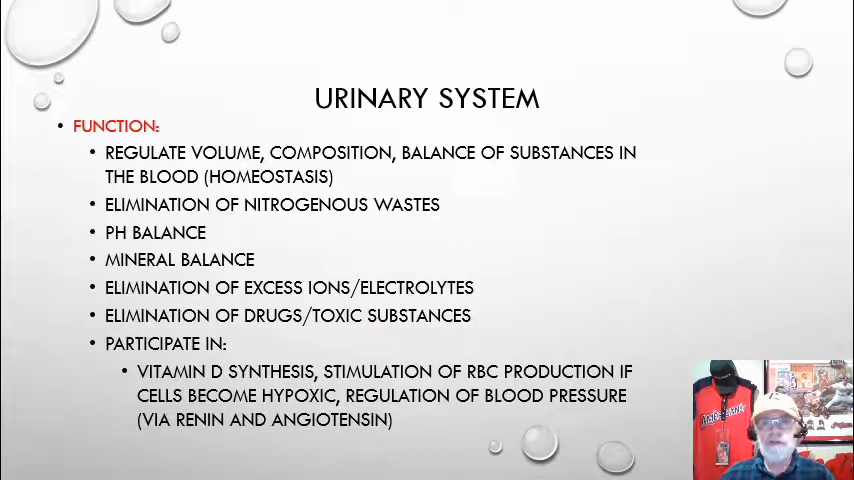 URINARY SYSTEM
• FUNCTION:
• REGULATE VOLUME, COMPOSITION, BALANCE OF SUBSTANCES IN
THE BLOOD (HOMEOSTASIS)
• ELIMINATION OF NITROGENOUS WASTES
• PH BALANCE
• MINERAL BALANCE
• ELIMINATION OF EXCESS IONS/ELECTROLYTES
• ELIMINATION OF DRUGS/TOXIC SUBSTANCES
• PARTICIPATE IN:
• VITAMIN D SYNTHESIS, STIMULATION OF RBC PRODUCTION IF
CELLS BECOME HYPOXIC, REGULATION OF BLOOD PRESSURE
(VIA RENIN AND ANGIOTENSIN)